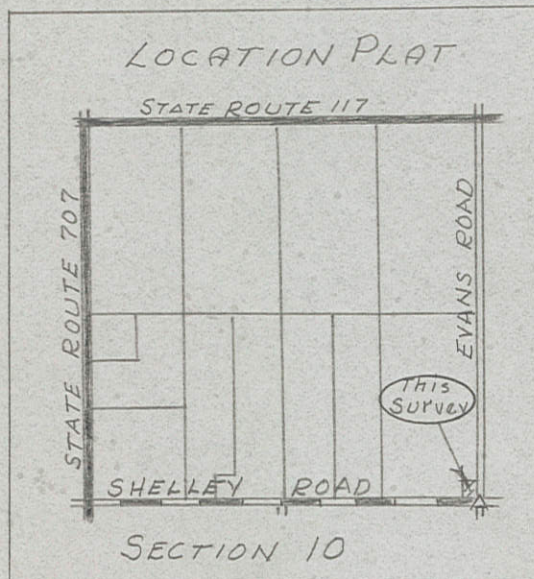 LOCATION PLAT
STATE ROUTE 117
STATE ROUTE 707
EVANS ROAD
This
Survey
SHELLEY ROAD
SECTION 10